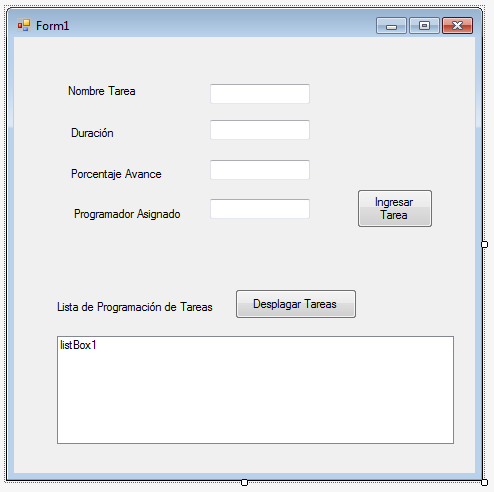 Form1
Nombre Tarea
Duración
Porcentaje Avance
Programador Asignado
Ingresar
Tarea
Lista de Programación de Tareas
Desplagar Tareas
listBox1